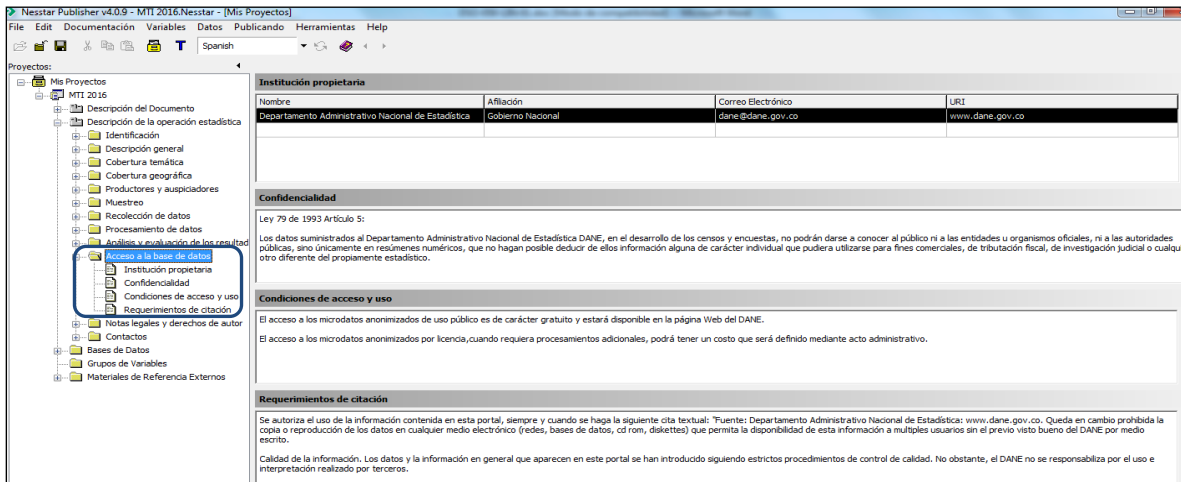 Nesstar Publisher v4.0.9 - MTI 2016.Nesstar - [Mis Proyectos]
File Edit Documentación Variables Datos Publicando Herramientas Help
T Spanish
Proyectos:
Mis Proyectos
MTI 2016
Descripción del Documento
Descripción de la operación estadística
Identificación
Descripción general
Cobertura temática
Cobertura geográfica
Productores y auspiciadores
Muestreo
Recolección de datos
Procesamiento de datos
Análisis y evaluación de los resultad
Acceso a la base de datos
Institución propietaria
Confidencialidad
Condiciones de acceso y uso
Requerimientos de citación
Notas legales y derechos de autor
Contactos
Bases de Datos
Grupos de Variables
Materiales de Referencia Externos
Institución propietaria
Nombre Afiliación Correo Electrónico URI
Departamento Administrativo Nacional de Estadística Gobierno Nacional dane@dane.gov.co www.dane.gov.co
Confidencialidad
Ley 79 de 1993 Artículo 5:
Los datos suministrados al Departamento Administrativo Nacional de Estadística DANE, en el desarrollo de los censos y encuestas, no podrán darse a conocer al público ni a las entidades u organismos oficiales, ni a las autoridades
públicas, sino únicamente en resúmenes numéricos, que no hagan posible deducir de ellos información alguna de carácter individual que pudiera utilizarse para fines comerciales, de tributación fiscal, de investigación judicial o cualqu
otro diferente del propiamente estadístico.
Condiciones de acceso y uso
El acceso a los microdatos anonimizados de uso público es de carácter gratuito y estará disponible en la página Web del DANE.
El acceso a los microdatos anonimizados por licencia,cuando requiera procesamientos adicionales, podrá tener un costo que será definido mediante acto administrativo.
Requerimientos de citación
Se autoriza el uso de la información contenida en esta portal, siempre y cuando se haga la siguiente cita textual: "Fuente: Departamento Administrativo Nacional de Estadística: www.dane.gov.co. Queda en cambio prohibida la
copia o reproducción de los datos en cualquier medio electrónico (redes, bases de datos, cd rom, diskettes) que permita la disponibilidad de esta información a multiples usuarios sin el previo visto bueno del DANE por medio
escrito.
Calidad de la información. Los datos y la información en general que aparecen en este portal se han introducido siguiendo estrictos procedimientos de control de calidad. No obstante, el DANE no se responsabiliza por el uso e
interpretación realizado por terceros.